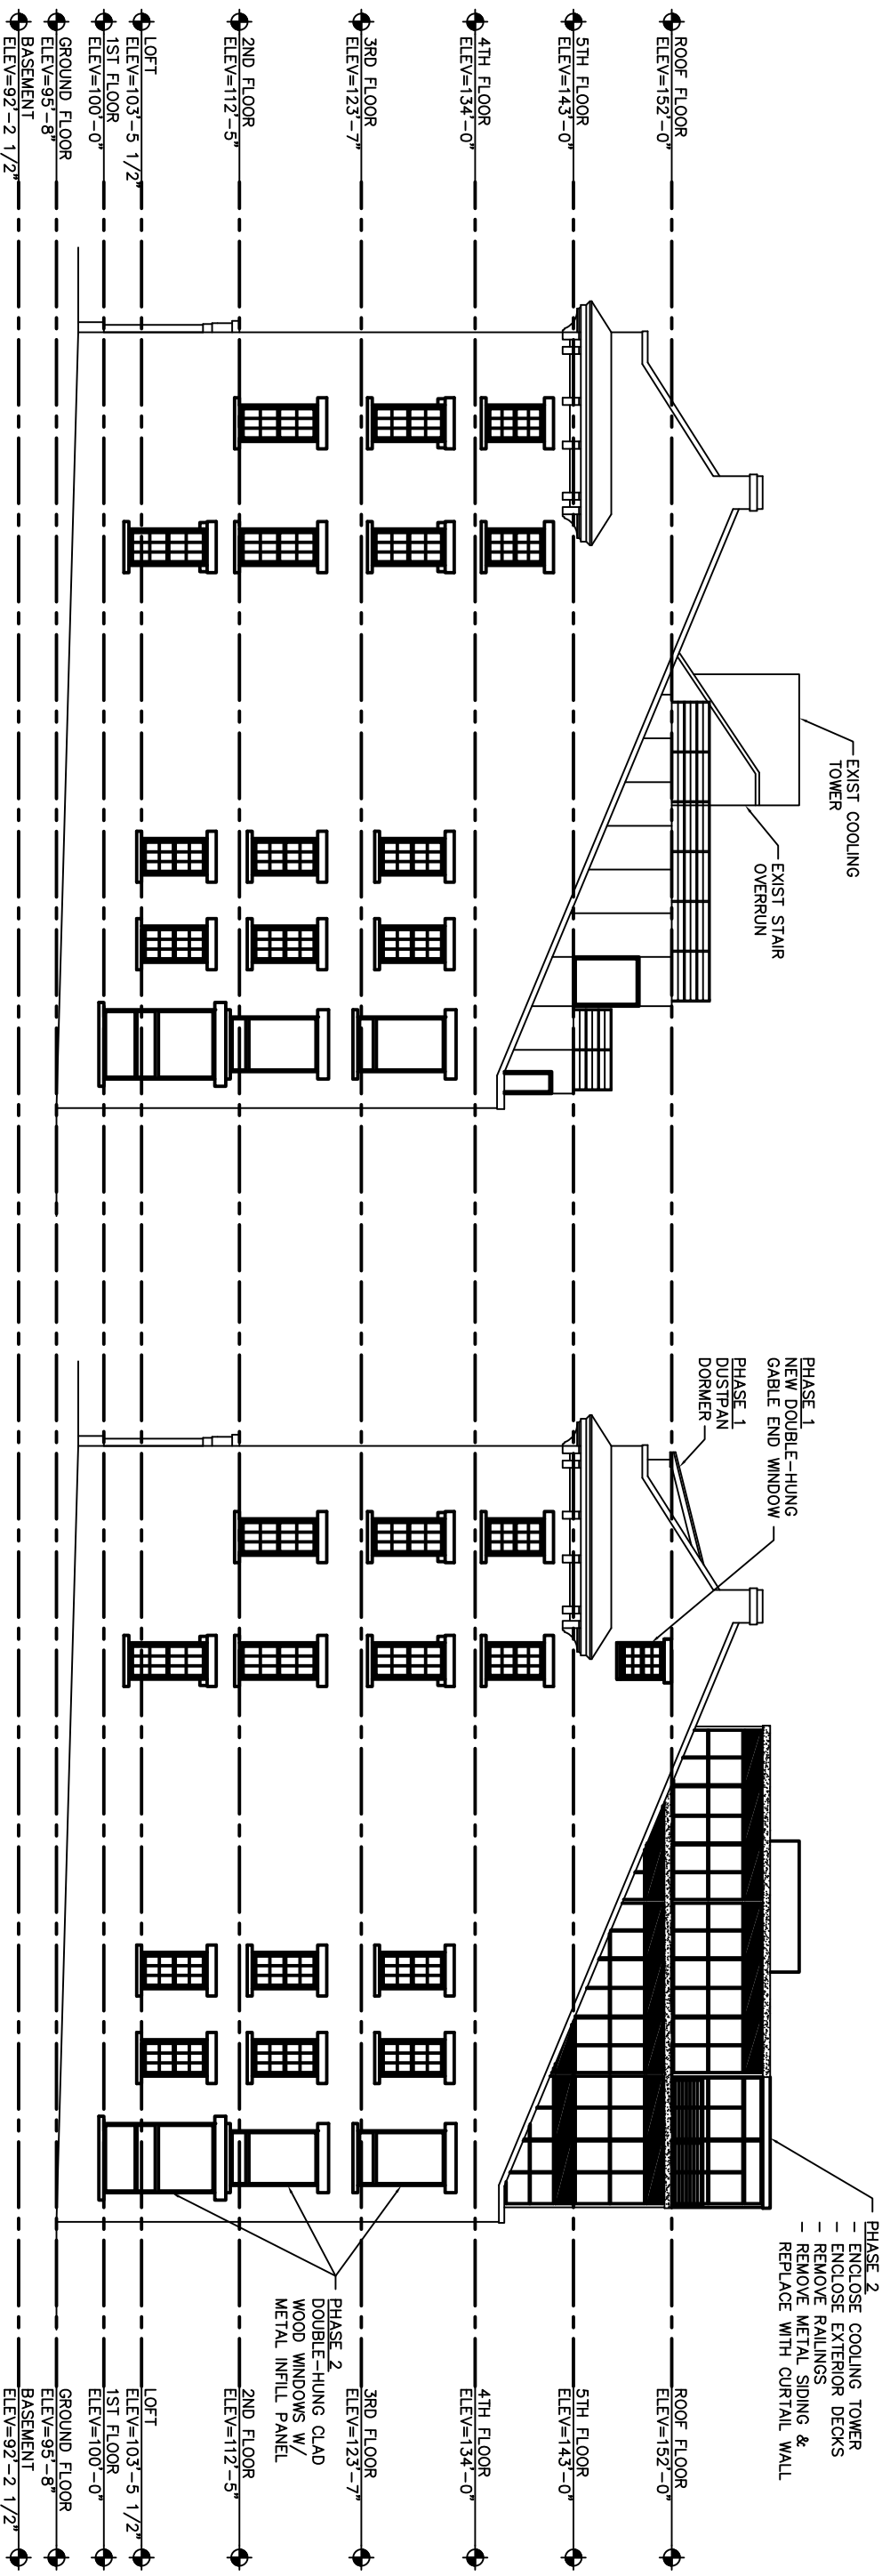 ROOF FLOOR
ELEV=152'-0"
5TH FLOOR
ELEV=143'-0"
4TH FLOOR
ELEV=134'-0"
3RD FLOOR
ELEV=123'-7"
2ND FLOOR
ELEV=112'-5"
LOFT
ELEV=103'-5 1/2"
1ST FLOOR
ELEV=100'-0"
GROUND FLOOR
ELEV=95'-8"
BASEMENT
ELEV=92'-2 1/2"
EXIST COOLING
TOWER
EXIST STAIR
OVERRUN
PHASE 1
NEW DOUBLE-HUNG
GABLE END WINDOW
PHASE 1
DUSTPAN
DORMER
PHASE 2
- ENCLOSE COOLING TOWER
- ENCLOSE EXTERIOR DECKS
- REMOVE RAILINGS
- REMOVE METAL SIDING &
REPLACE WITH CURTAIL WALL
PHASE 2
DOUBLE-HUNG CLAD
WOOD WINDOWS W/
METAL INFILL PANEL
ROOF FLOOR
ELEV=152'-0"
5TH FLOOR
ELEV=143'-0"
4TH FLOOR
ELEV=134'-0"
3RD FLOOR
ELEV=123'-7"
2ND FLOOR
ELEV=112'-5"
LOFT
ELEV=103'-5 1/2"
1ST FLOOR
ELEV=100'-0"
GROUND FLOOR
ELEV=95'-8"
BASEMENT
ELEV=92'-2 1/2"